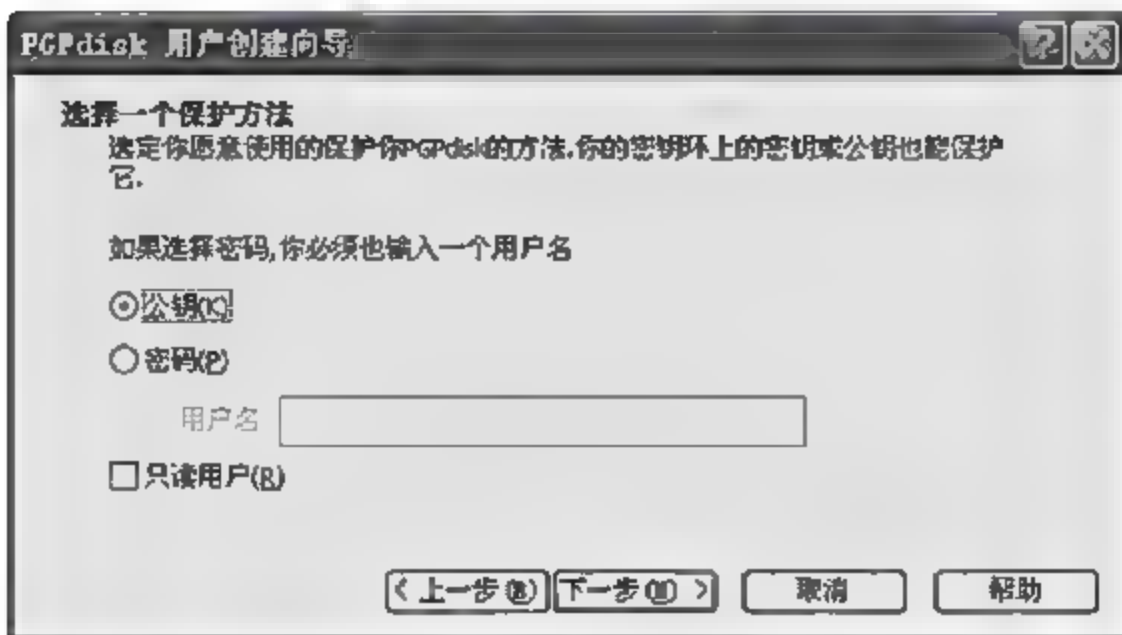 PGPdisk 用户创建向导
选择一个保护方法
选定你愿意使用的保护你PGPdisk的方法.你的密钥环上的密钥或公钥也能保护
它.
如果选择密码,你必须也输入一个用户名
公钥(K)
密码(P)
用户名
只读用户(R)
< 上一步(B) 下一步(N) > 取消 帮助